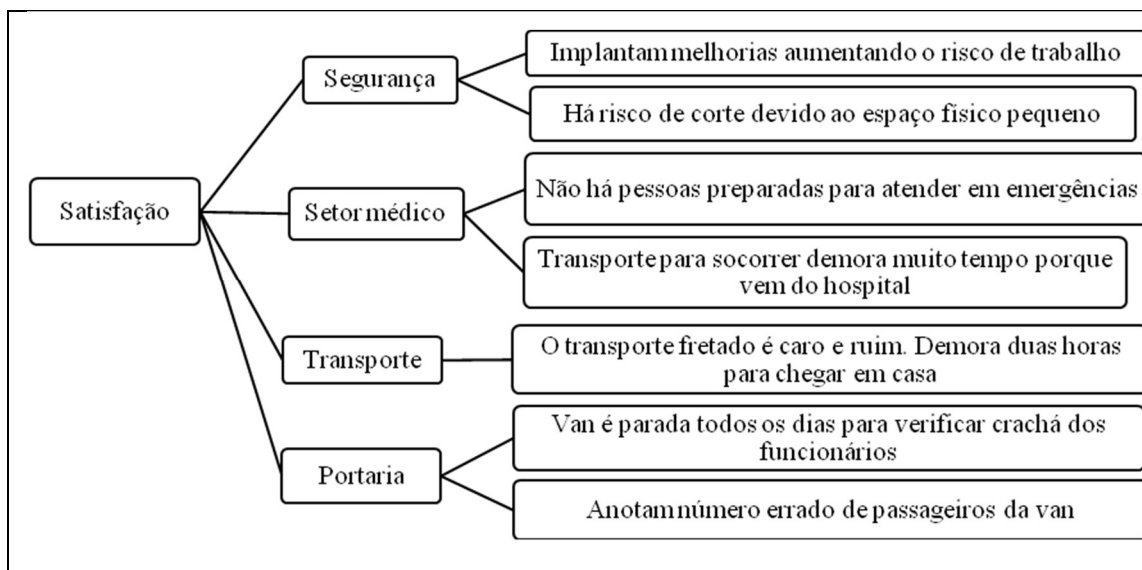 Satisfação
Segurança
Implantam melhorias aumentando o risco de trabalho
Há risco de corte devido ao espaço físico pequeno
Setor médico
Não há pessoas preparadas para atender em emergências
Transporte para socorrer demora muito tempo porque
vem do hospital
Transporte
O transporte fretado é caro e ruim. Demora duas horas
para chegar em casa
Portaria
Van é parada todos os dias para verificar crachá dos
funcionários
Anotam número errado de passageiros da van